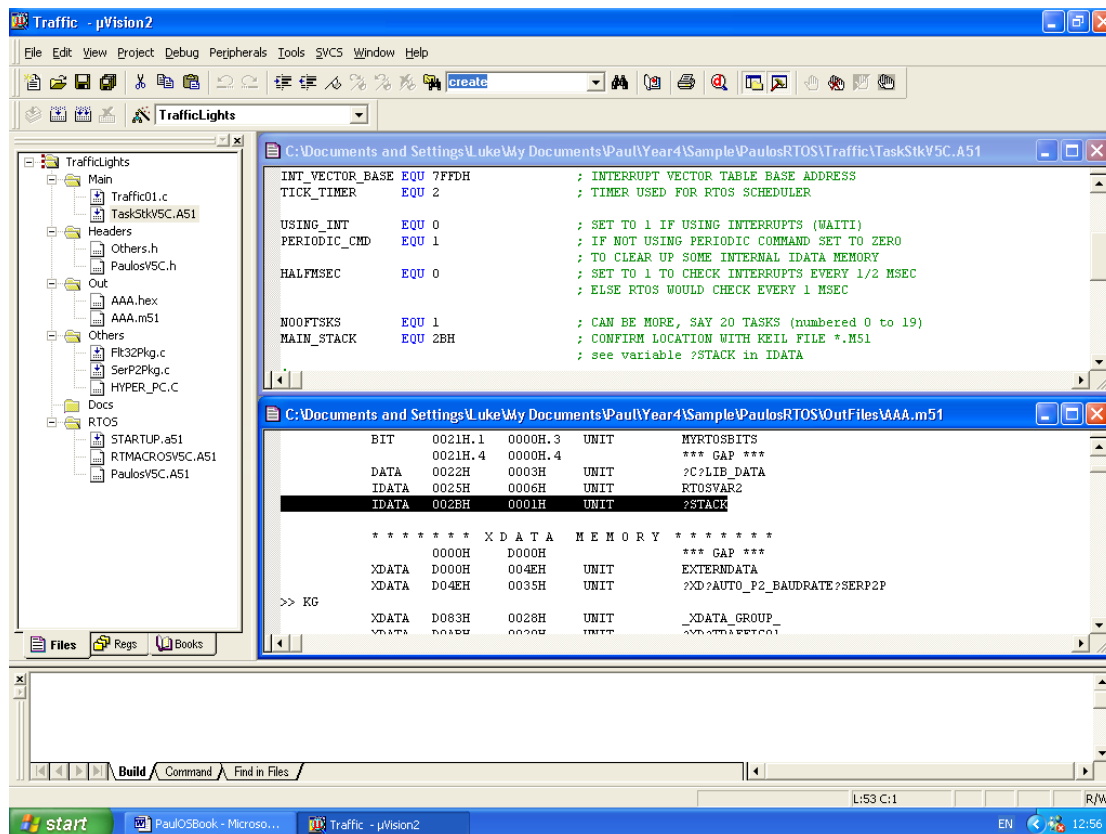 Traffic - µVision2
File Edit View Project Debug Peripherals Tools SVCS Window Help
create
TrafficLights
TrafficLights
Main
Traffic01.c
TaskStkV5C.A51
Headers
Others.h
PaulosV5C.h
Out
AAA.hex
AAA.m51
Others
Flt32Pkg.c
SerP2Pkg.c
HYPER_PC.C
Docs
RTOS
STARTUP.a51
RTMACROSV5C.A51
PaulosV5C.A51
Files Regs Books
C:\Documents and Settings\Luke\My Documents\Paul\Year4\Sample\PaulosRTOS\Traffic\TaskStkV5C.A51
INT_VECTOR_BASE EQU 7FFDH ; INTERRUPT VECTOR TABLE BASE ADDRESS
TICK_TIMER EQU 2 ; TIMER USED FOR RTOS SCHEDULER
USING_INT EQU 0 ; SET TO 1 IF USING INTERRUPTS (WAITI)
PERIODIC_CMD EQU 1 ; IF NOT USING PERIODIC COMMAND SET TO ZERO
; TO CLEAR UP SOME INTERNAL IDATA MEMORY
HALFMSEC EQU 0 ; SET TO 1 TO CHECK INTERRUPTS EVERY 1/2 MSEC
; ELSE RTOS WOULD CHECK EVERY 1 MSEC
NOOFTSKS EQU 1 ; CAN BE MORE, SAY 20 TASKS (numbered 0 to 19)
MAIN_STACK EQU 2BH ; CONFIRM LOCATION WITH KEIL FILE *.M51
; see variable ?STACK in IDATA
C:\Documents and Settings\Luke\My Documents\Paul\Year4\Sample\PaulosRTOS\OutFiles\AAA.m51
BIT 0021H.1 0000H.3 UNIT MYRTOSBITS
0021H.4 0000H.4 *** GAP ***
DATA 0022H 0003H UNIT ?C?LIB_DATA
IDATA 0025H 0006H UNIT RTOSVAR2
IDATA 002BH 0001H UNIT ?STACK
* * * * * * * X D A T A M E M O R Y * * * * * * *
0000H D000H *** GAP ***
XDATA D000H 004EH UNIT EXTERNDATA
XDATA D04EH 0035H UNIT ?XD?AUTO_P2_BAUDRATE?SERP2P
>> KG
XDATA D083H 0028H UNIT _XDATA_GROUP_
XDATA D0ABH 0020H UNIT ?XD?TRAFFIC01
Build Command Find in Files
L:53 C:1 R/W
start PaulOSBook - Microso... Traffic - µVision2 EN 12:56